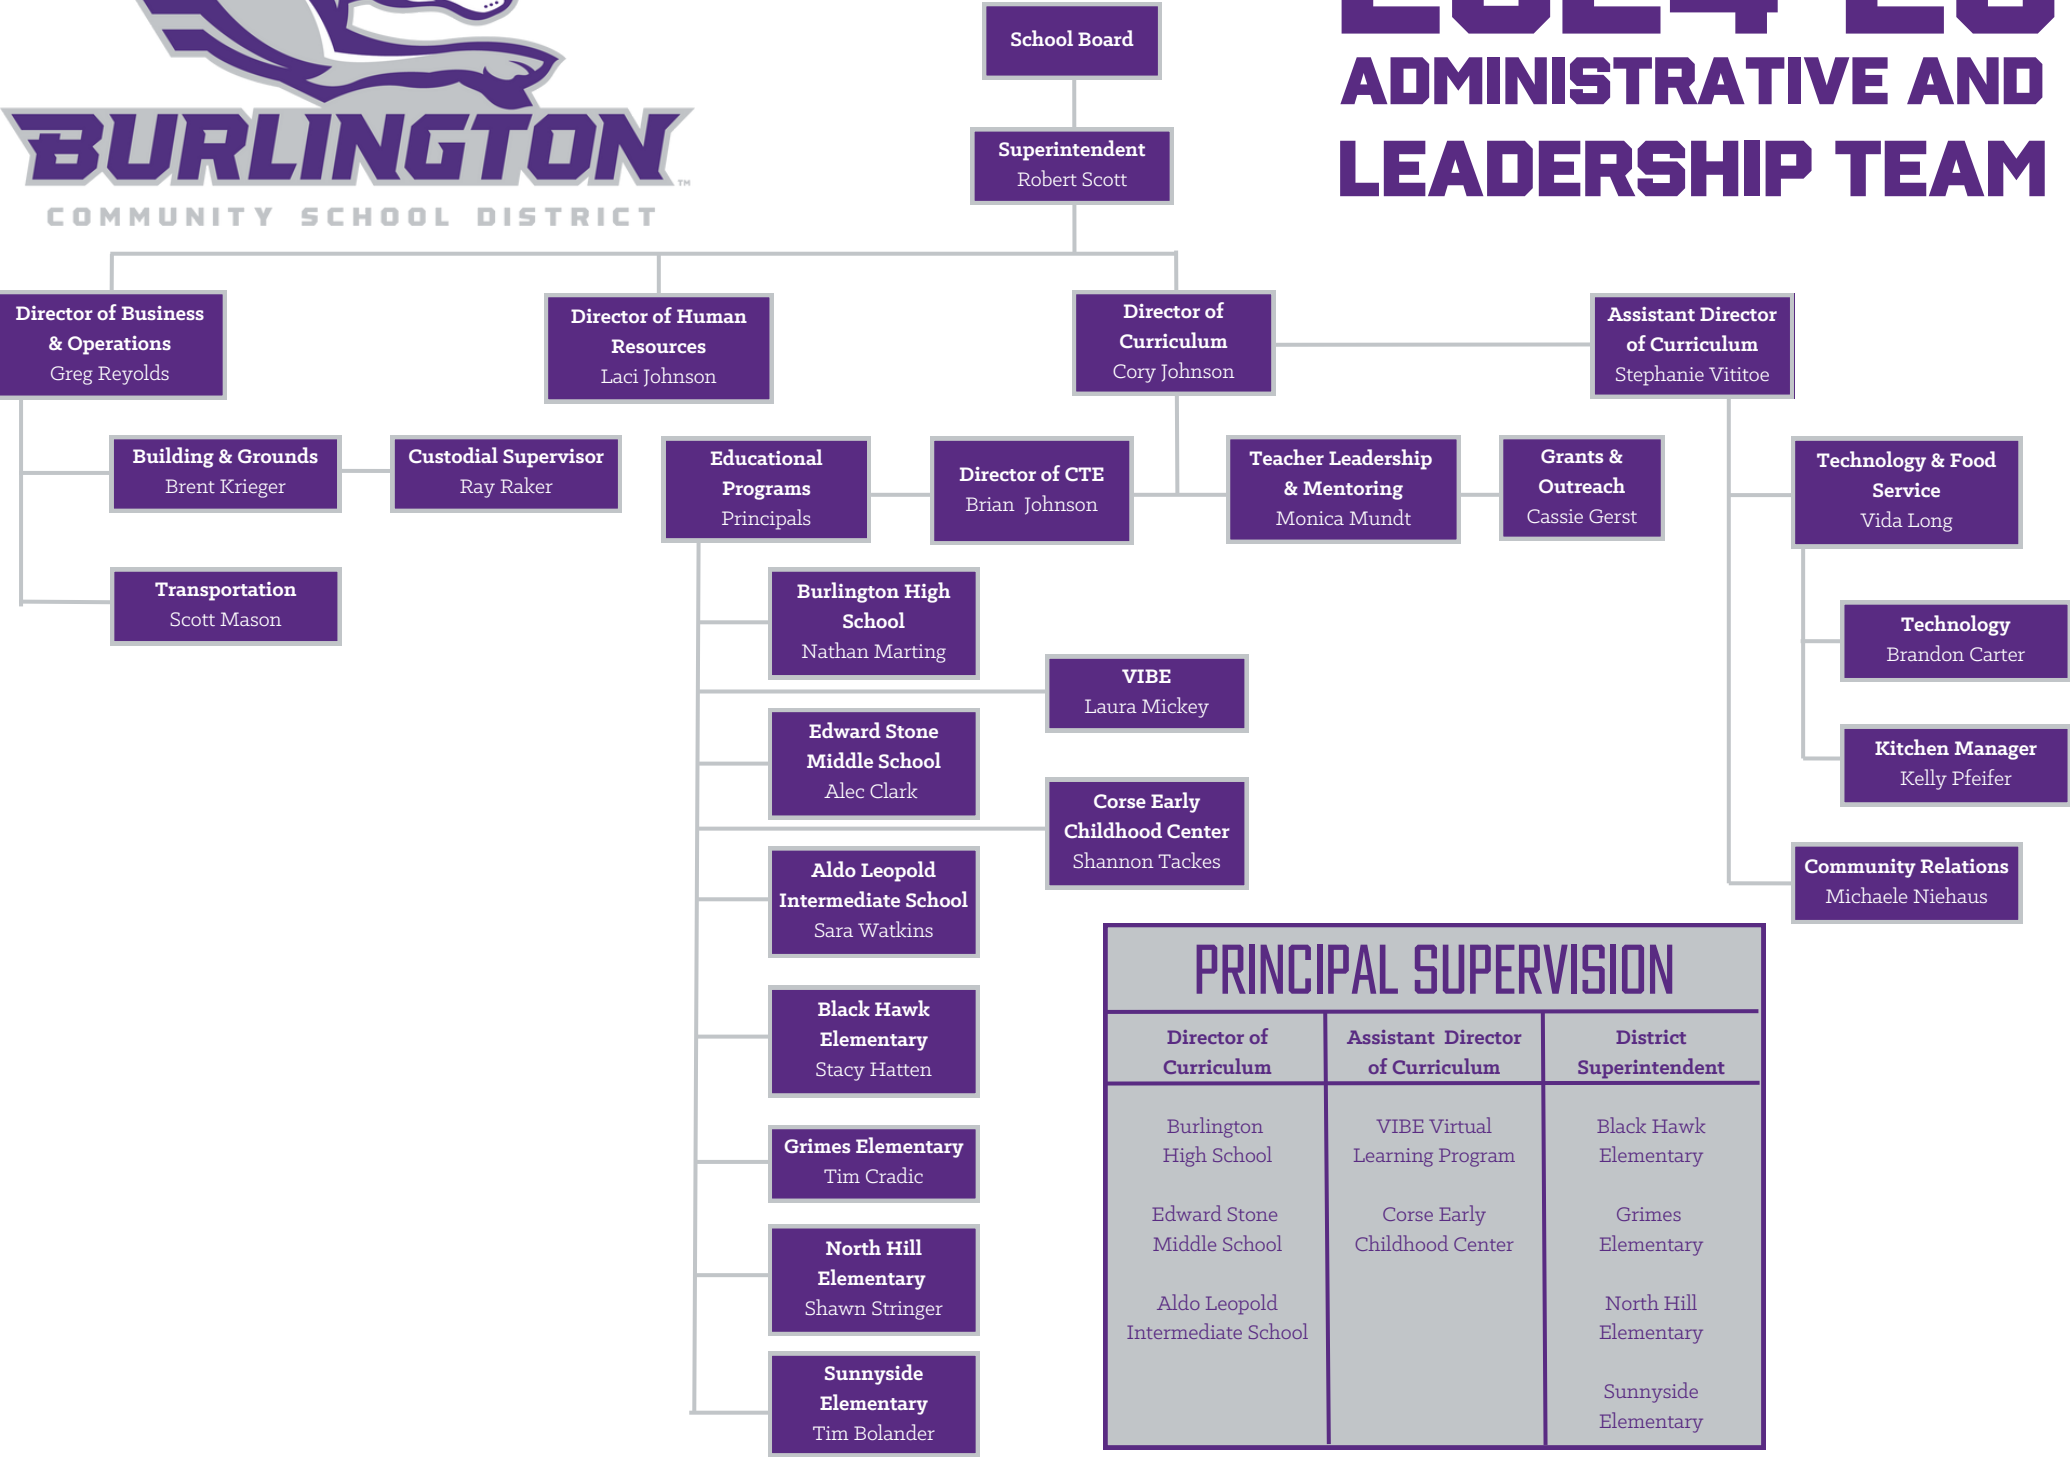 BURLINGTON
COMMUNITY SCHOOL DISTRICT
ADMINISTRATIVE AND
LEADERSHIP TEAM
School Board
Superintendent
Robert Scott
Director of Business
& Operations
Greg Reyolds
Director of Human
Resources
Laci Johnson
Director of
Curriculum
Cory Johnson
Assistant Director
of Curriculum
Stephanie Vititoe
Building & Grounds
Brent Krieger
Custodial Supervisor
Ray Raker
Educational
Programs
Principals
Director of CTE
Brian Johnson
Teacher Leadership
& Mentoring
Monica Mundt
Grants &
Outreach
Cassie Gerst
Technology & Food
Service
Vida Long
Transportation
Scott Mason
Burlington High
School
Nathan Marting
VIBE
Laura Mickey
Edward Stone
Middle School
Alec Clark
Corse Early
Childhood Center
Shannon Tackes
Aldo Leopold
Intermediate School
Sara Watkins
Black Hawk
Elementary
Stacy Hatten
Grimes Elementary
Tim Cradic
North Hill
Elementary
Shawn Stringer
Sunnyside
Elementary
Tim Bolander
Technology
Brandon Carter
Kitchen Manager
Kelly Pfeifer
Community Relations
Michaele Niehaus
PRINCIPAL SUPERVISION
Director of
Curriculum
Burlington
High School
Edward Stone
Middle School
Aldo Leopold
Intermediate School
Assistant Director
of Curriculum
VIBE Virtual
Learning Program
Corse Early
Childhood Center
District
Superintendent
Black Hawk
Elementary
Grimes
Elementary
North Hill
Elementary
Sunnyside
Elementary